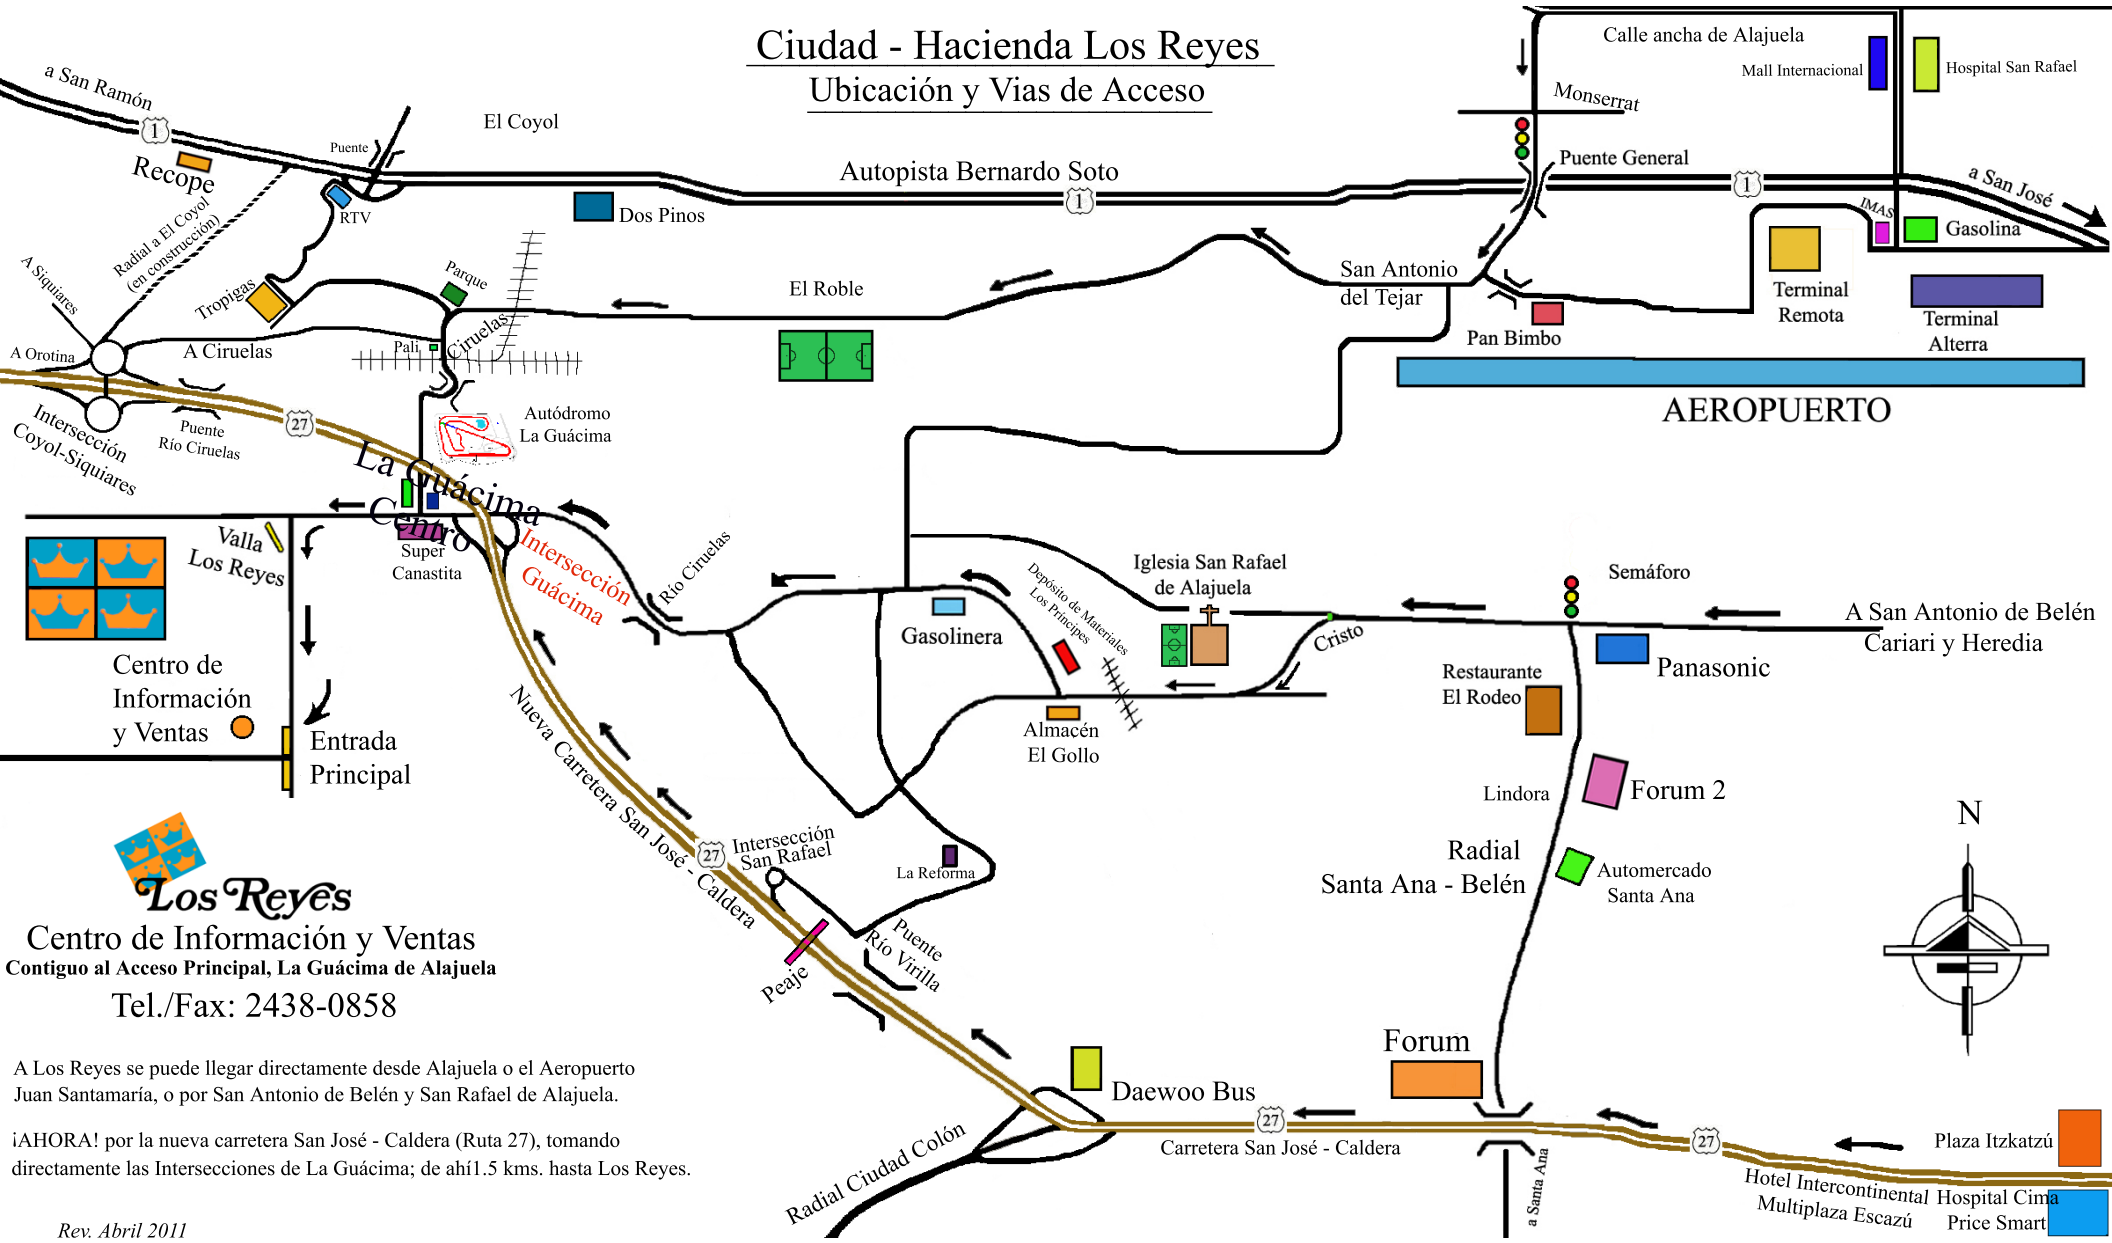 Ciudad - Hacienda Los Reyes
Ubicación y Vias de Acceso
a San Ramón
1
Recope
Puente
El Coyol
RTV
Radial a El Coyol
(en construcción)
Dos Pinos
Autopista Bernardo Soto
1
Calle ancha de Alajuela
Mall Internacional
Hospital San Rafael
Monserrat
Puente General
1
a San José
IMAS
Gasolina
Terminal
Remota
Terminal
Alterra
San Antonio
del Tejar
Pan Bimbo
AEROPUERTO
El Roble
Parque
Tropigas
Ciruelas
Pali
A Siquiares
A Orotina
A Ciruelas
27
Intersección
Coyol-Siquiares
Puente
Río Ciruelas
Autódromo
La Guácima
La Guácima
Centro
Super
Canastita
Valla
Los Reyes
Intersección
Guácima
Río Ciruelas
Centro de
Información
y Ventas
Entrada
Principal
Gasolinera
Depósito de Materiales
Los Príncipes
Iglesia San Rafael
de Alajuela
Cristo
Semáforo
A San Antonio de Belén
Cariari y Heredia
Panasonic
Restaurante
El Rodeo
Almacén
El Gollo
Lindora
Forum 2
Radial
Santa Ana - Belén
Automercado
Santa Ana
N
Nueva Carretera San José - Caldera
27
Intersección
San Rafael
La Reforma
Puente
Río Virilla
Peaje
Los Reyes
Centro de Información y Ventas
Contiguo al Acceso Principal, La Guácima de Alajuela
Tel./Fax: 2438-0858
A Los Reyes se puede llegar directamente desde Alajuela o el Aeropuerto
Juan Santamaría, o por San Antonio de Belén y San Rafael de Alajuela.
¡AHORA! por la nueva carretera San José - Caldera (Ruta 27), tomando
directamente las Intersecciones de La Guácima; de ahí1.5 kms. hasta Los Reyes.
Rev. Abril 2011
Forum
Daewoo Bus
27
Carretera San José - Caldera
Radial Ciudad Colón
a Santa Ana
27
Plaza Itzkatzú
Hotel Intercontinental
Multiplaza Escazú
Hospital Cima
Price Smart